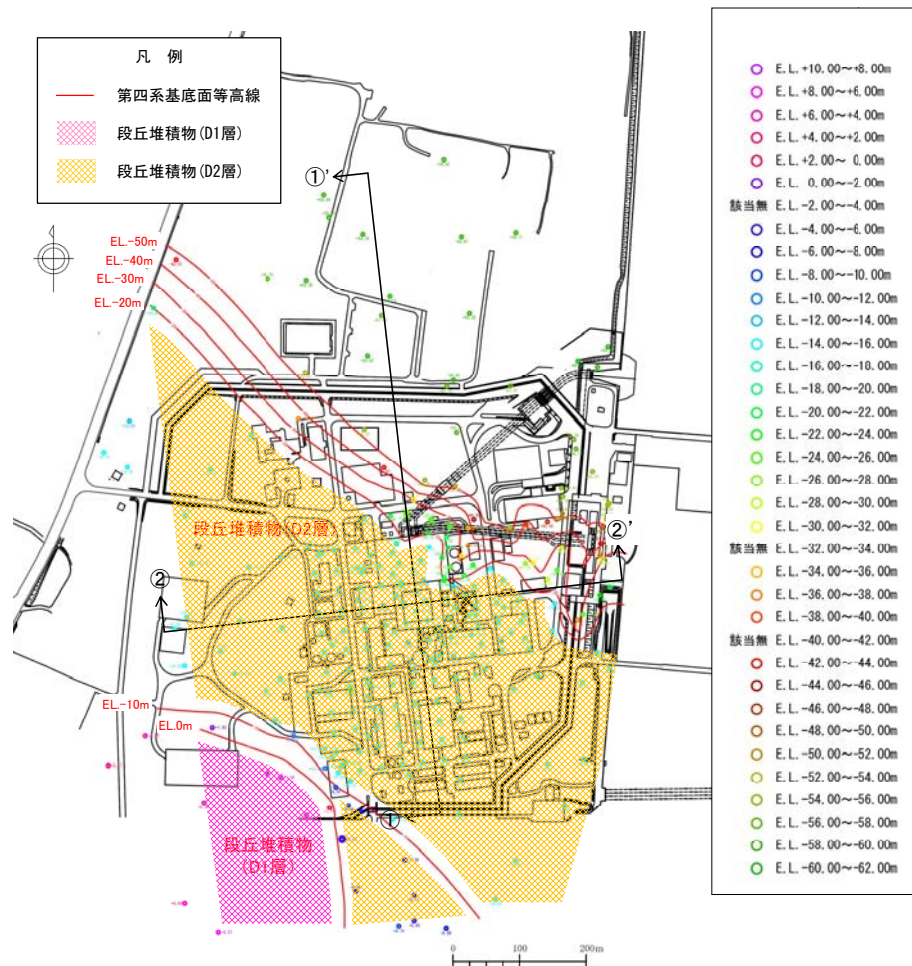 凡 例
第四系基底面等高線
段丘堆積物(D1層)
段丘堆積物(D2層)
①’
EL.-50m
EL.-40m
EL.-30m
EL.-20m
段丘堆積物(D2層)
②’
②
EL.-10m
EL.0m
①
段丘堆積物
(D1層)
0 100 200m
E.L.+10.00～+8.00m
E.L.+8.00～+6.00m
E.L.+6.00～+4.00m
E.L.+4.00～+2.00m
E.L.+2.00～ 0.00m
E.L. 0.00～-2.00m
該当無 E.L.-2.00～-4.00m
E.L.-4.00～-6.00m
E.L.-6.00～-8.00m
E.L.-8.00～-10.00m
E.L.-10.00～-12.00m
E.L.-12.00～-14.00m
E.L.-14.00～-16.00m
E.L.-16.00～-18.00m
E.L.-18.00～-20.00m
E.L.-20.00～-22.00m
E.L.-22.00～-24.00m
E.L.-24.00～-26.00m
E.L.-26.00～-28.00m
E.L.-28.00～-30.00m
E.L.-30.00～-32.00m
該当無 E.L.-32.00～-34.00m
E.L.-34.00～-36.00m
E.L.-36.00～-38.00m
E.L.-38.00～-40.00m
該当無 E.L.-40.00～-42.00m
E.L.-42.00～-44.00m
E.L.-44.00～-46.00m
E.L.-46.00～-48.00m
E.L.-48.00～-50.00m
E.L.-50.00～-52.00m
E.L.-52.00～-54.00m
E.L.-54.00～-56.00m
E.L.-56.00～-58.00m
E.L.-58.00～-60.00m
E.L.-60.00～-62.00m